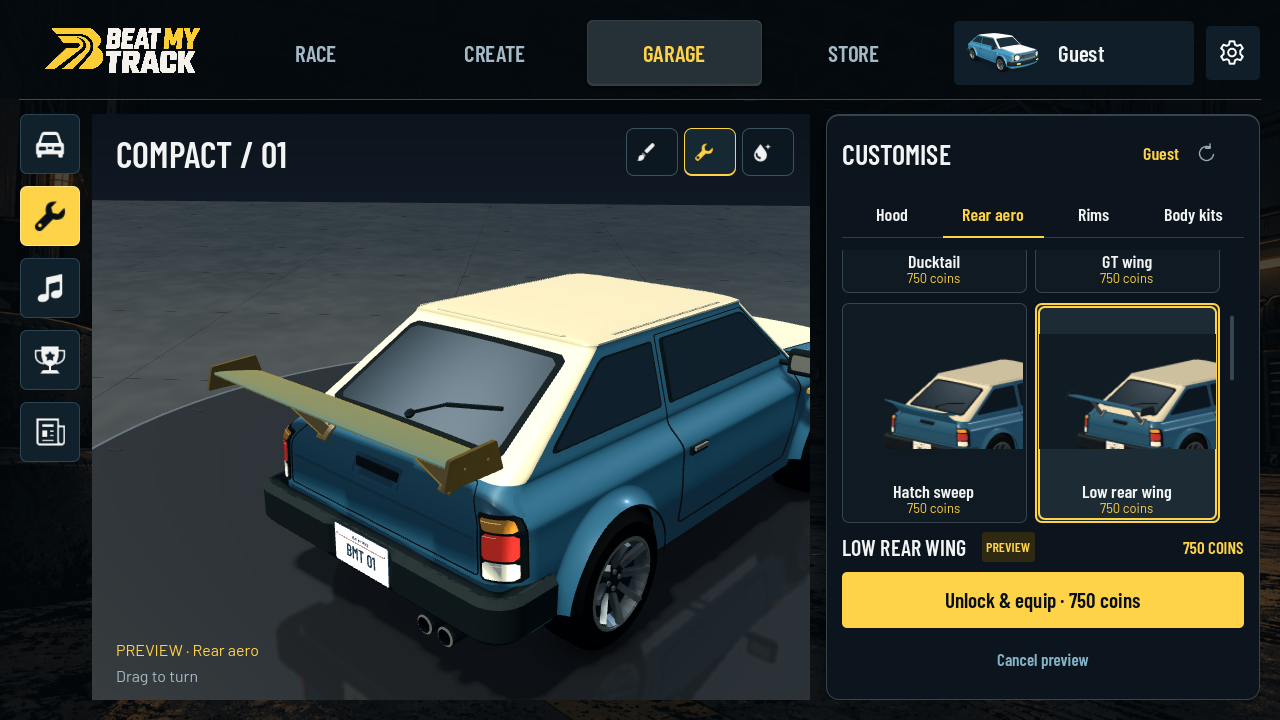 BEAT MY
TRACK
RACE
CREATE
GARAGE
STORE
Guest
COMPACT / 01
CUSTOMISE
Guest
Hood
Rear aero
Rims
Body kits
Ducktail
750 coins
GT wing
750 coins
Hatch sweep
750 coins
Low rear wing
750 coins
BMT 01
LOW REAR WING
PREVIEW
750 COINS
Unlock & equip · 750 coins
Cancel preview
PREVIEW · Rear aero
Drag to turn